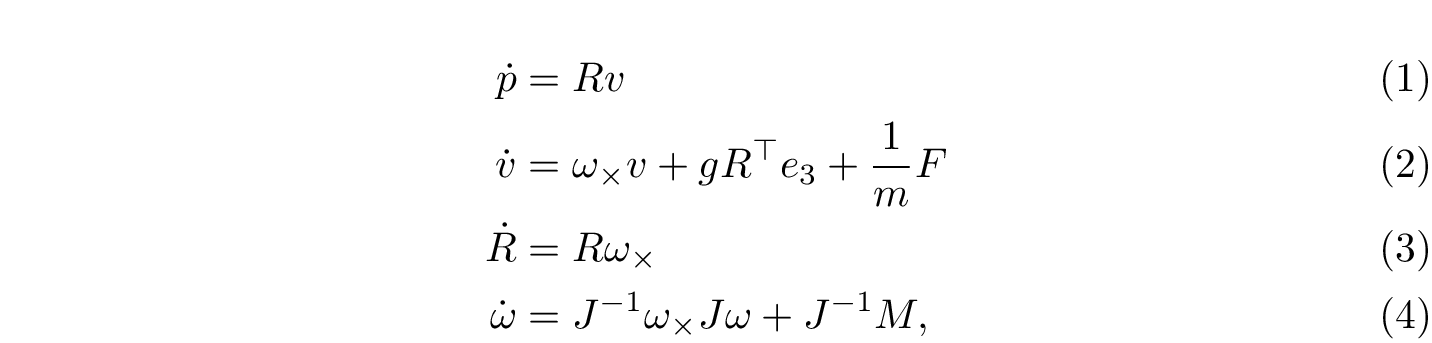 ṗ = Rv (1)
v̇ = ω×v + gR⊤e₃ + 1/m F (2)
Ṙ = Rω× (3)
ω̇ = J⁻¹ω×Jω + J⁻¹M, (4)